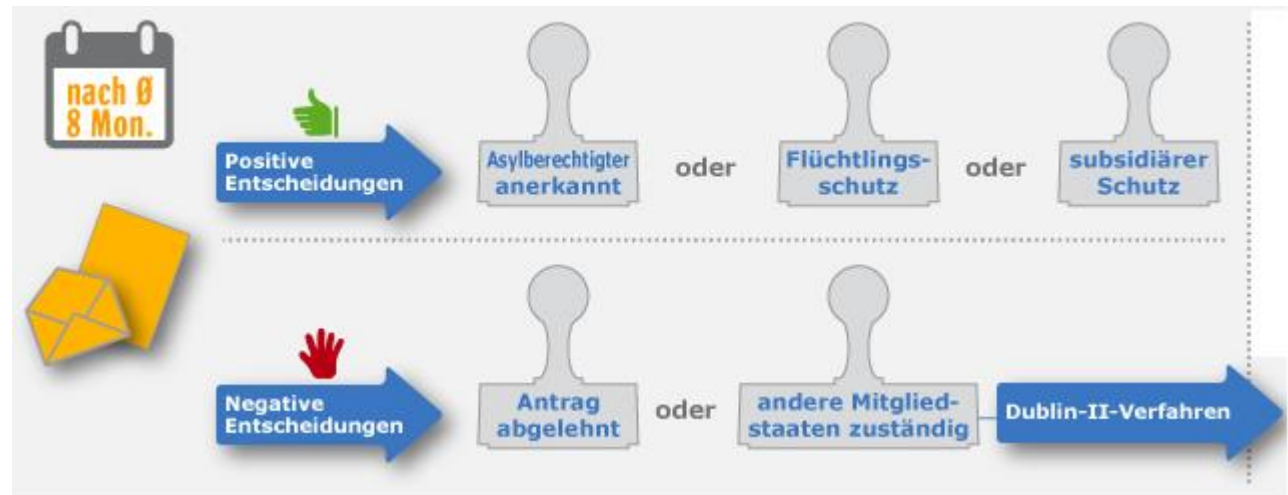 nach Ø
8 Mon.
Positive
Entscheidungen
Asylberechtigter
anerkannt
oder
Flüchtlings-
schutz
oder
subsidiärer
Schutz
Negative
Entscheidungen
Antrag
abgelehnt
oder
andere Mitglied-
staaten zuständig
Dublin-II-Verfahren